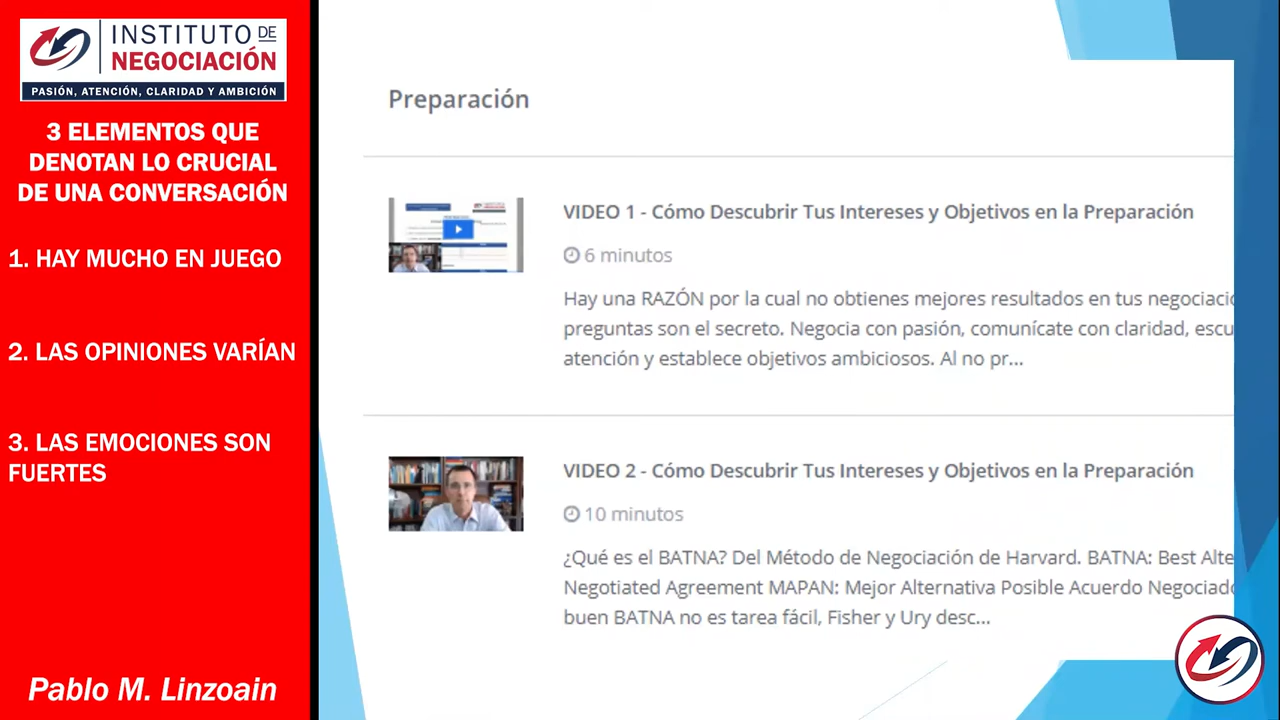 INSTITUTO DE
NEGOCIACIÓN
PASIÓN, ATENCIÓN, CLARIDAD Y AMBICIÓN
3 ELEMENTOS QUE
DENOTAN LO CRUCIAL
DE UNA CONVERSACIÓN
1. HAY MUCHO EN JUEGO
2. LAS OPINIONES VARÍAN
3. LAS EMOCIONES SON
FUERTES
Pablo M. Linzoain
Preparación
VIDEO 1 - Cómo Descubrir Tus Intereses y Objetivos en la Preparación
6 minutos
Hay una RAZÓN por la cual no obtienes mejores resultados en tus negociacio
preguntas son el secreto. Negocia con pasión, comunícate con claridad, escu
atención y establece objetivos ambiciosos. Al no pr...
VIDEO 2 - Cómo Descubrir Tus Intereses y Objetivos en la Preparación
10 minutos
¿Qué es el BATNA? Del Método de Negociación de Harvard. BATNA: Best Alte
Negotiated Agreement MAPAN: Mejor Alternativa Posible Acuerdo Negociado
buen BATNA no es tarea fácil, Fisher y Ury desc...